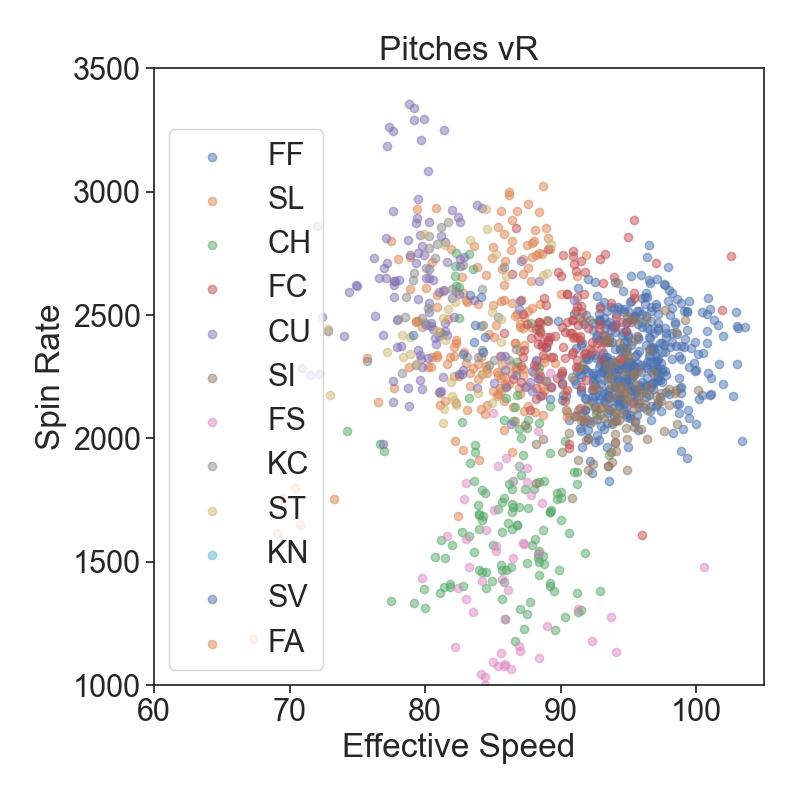 Pitches vR
3500
3000
2500
2000
1500
1000
Spin Rate
FF
SL
CH
FC
CU
SI
FS
KC
ST
KN
SV
FA
60
70
80
90
100
Effective Speed